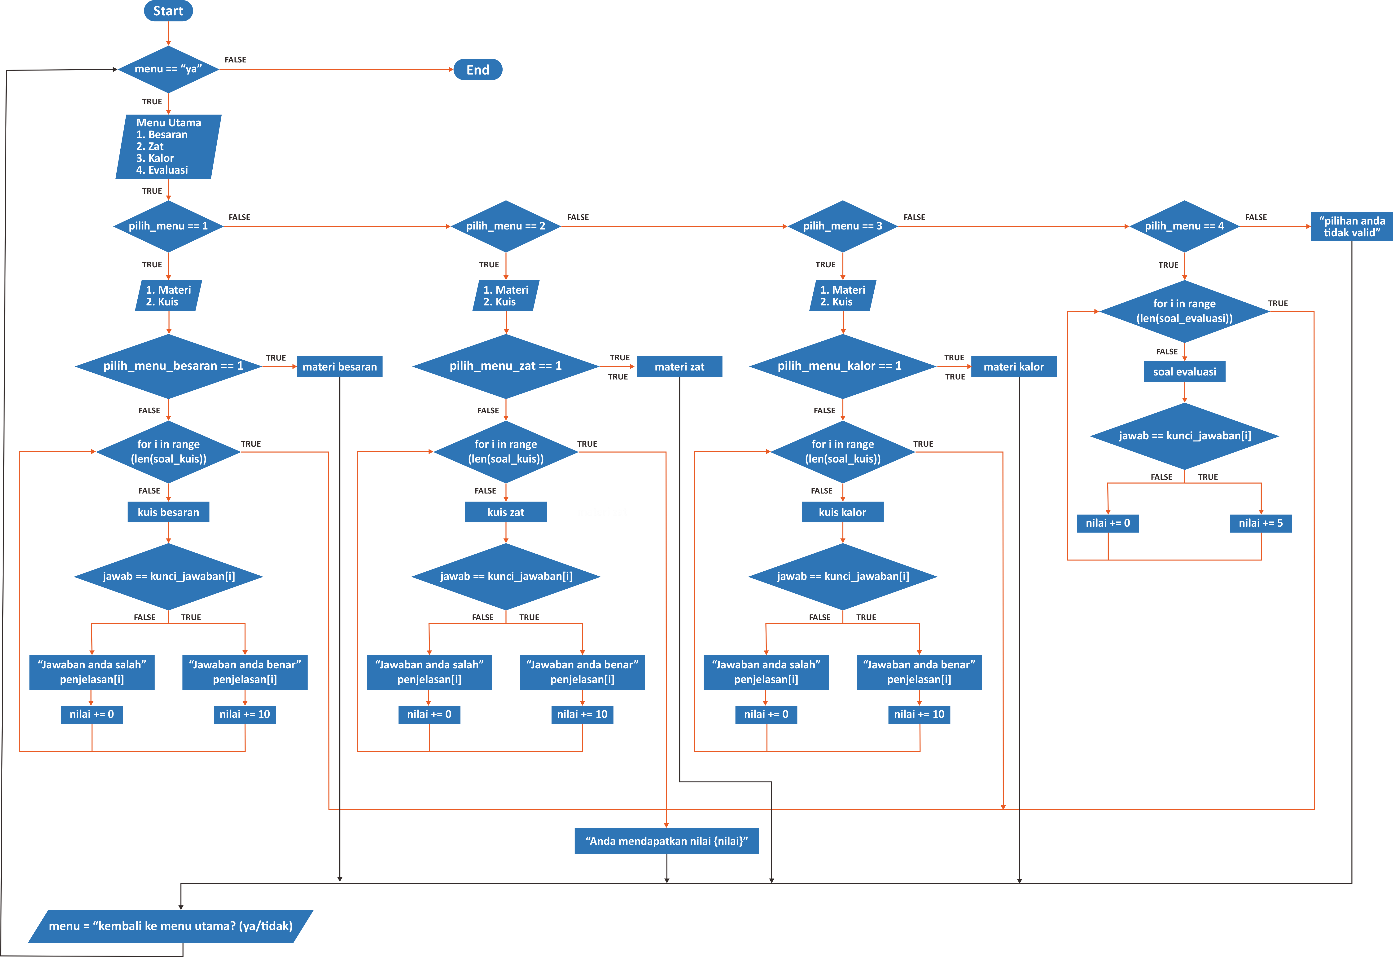 Start
menu == “ya”
FALSE
End
TRUE
Menu Utama
1. Besaran
2. Zat
3. Kalor
4. Evaluasi
TRUE
pilih_menu == 1
FALSE
pilih_menu == 2
FALSE
pilih_menu == 3
FALSE
pilih_menu == 4
FALSE
“pilihan anda
tidak valid”
TRUE
1. Materi
2. Kuis
pilih_menu_besaran == 1
TRUE
materi besaran
FALSE
for i in range
(len(soal_kuis))
TRUE
FALSE
kuis besaran
jawab == kunci_jawaban[i]
FALSE
TRUE
“Jawaban anda salah”
penjelasan[i]
nilai += 0
“Jawaban anda benar”
penjelasan[i]
nilai += 10
TRUE
1. Materi
2. Kuis
pilih_menu_zat == 1
TRUE
TRUE
materi zat
FALSE
for i in range
(len(soal_kuis))
TRUE
FALSE
kuis zat
jawab == kunci_jawaban[i]
FALSE
TRUE
“Jawaban anda salah”
penjelasan[i]
nilai += 0
“Jawaban anda benar”
penjelasan[i]
nilai += 10
TRUE
1. Materi
2. Kuis
pilih_menu_kalor == 1
TRUE
TRUE
materi kalor
FALSE
for i in range
(len(soal_kuis))
TRUE
FALSE
kuis kalor
jawab == kunci_jawaban[i]
FALSE
TRUE
“Jawaban anda salah”
penjelasan[i]
nilai += 0
“Jawaban anda benar”
penjelasan[i]
nilai += 10
TRUE
for i in range
(len(soal_evaluasi))
TRUE
FALSE
soal evaluasi
jawab == kunci_jawaban[i]
FALSE
TRUE
nilai += 0
nilai += 5
“Anda mendapatkan nilai {nilai}”
menu = “kembali ke menu utama? (ya/tidak)